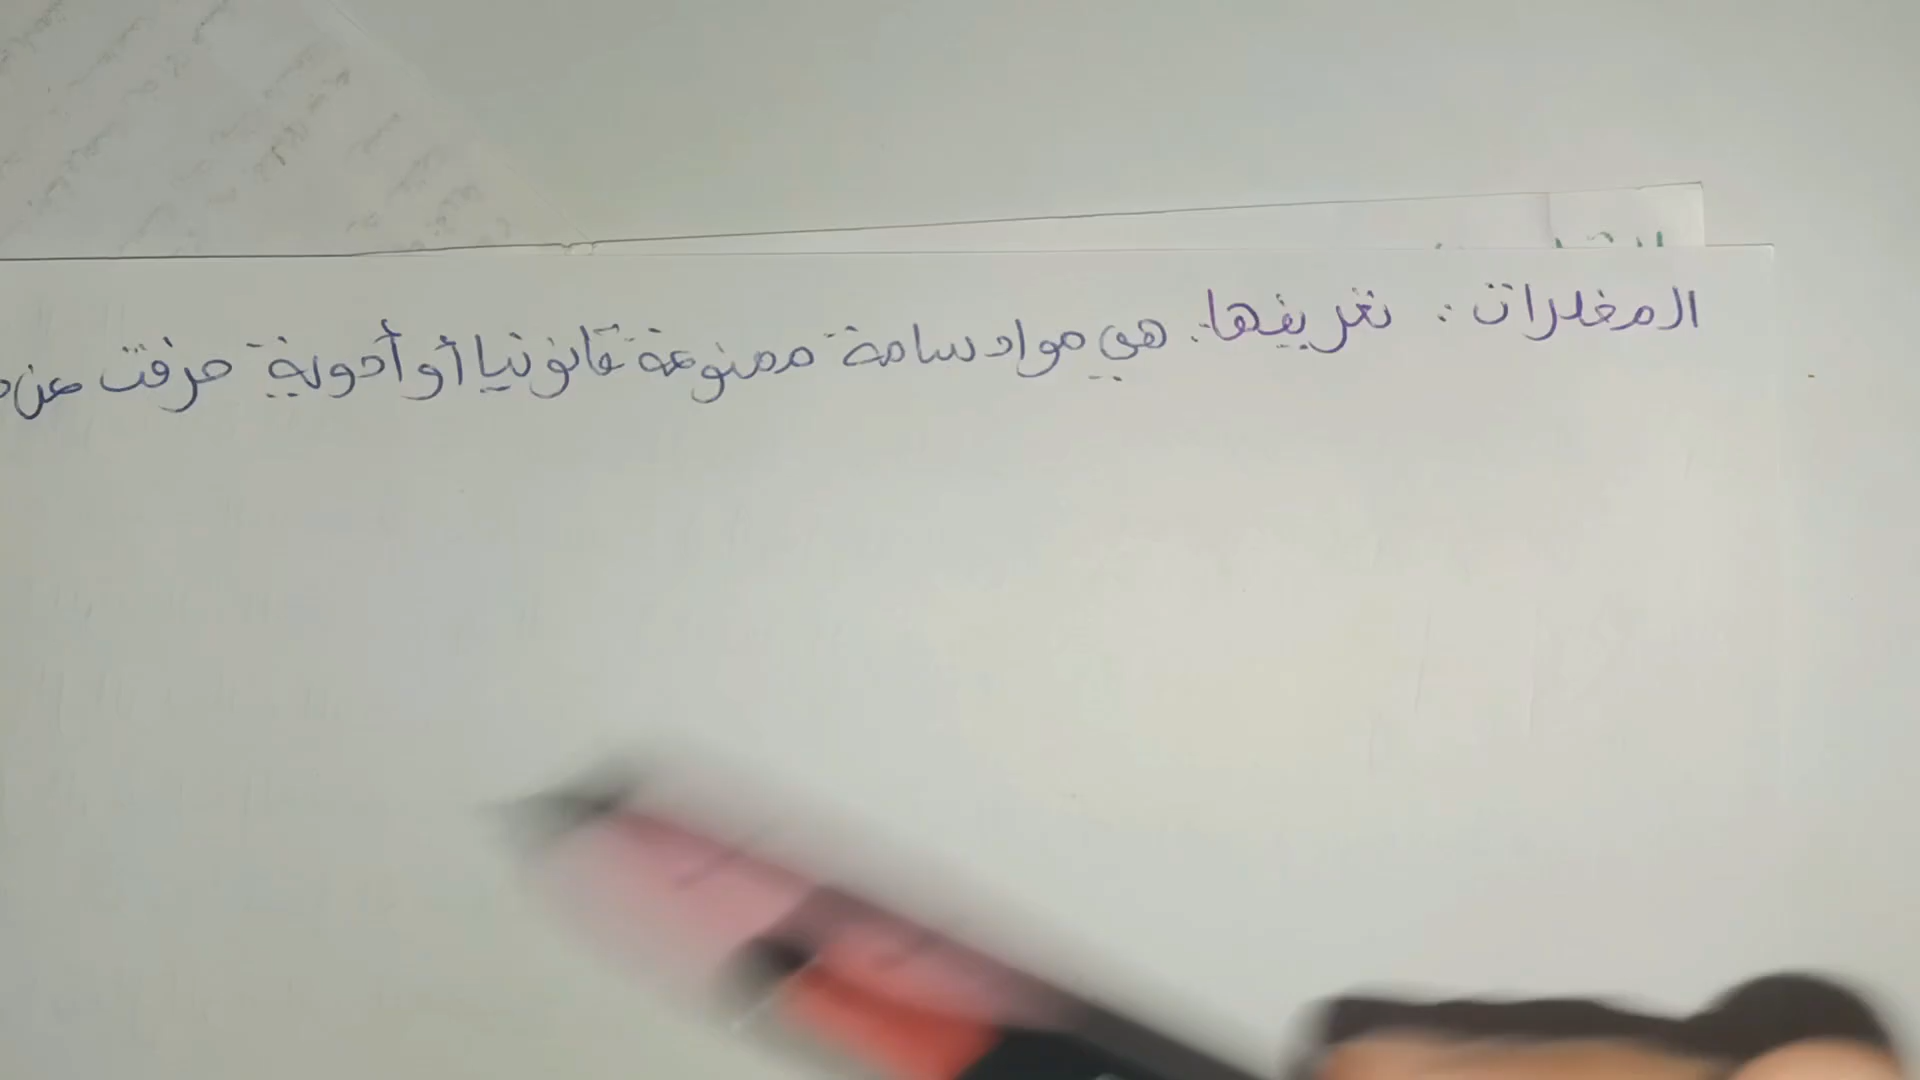 المخدرات : تعريفها: هي مواد سامة ممنوعة قانونيا أو أدوية حرفت عن